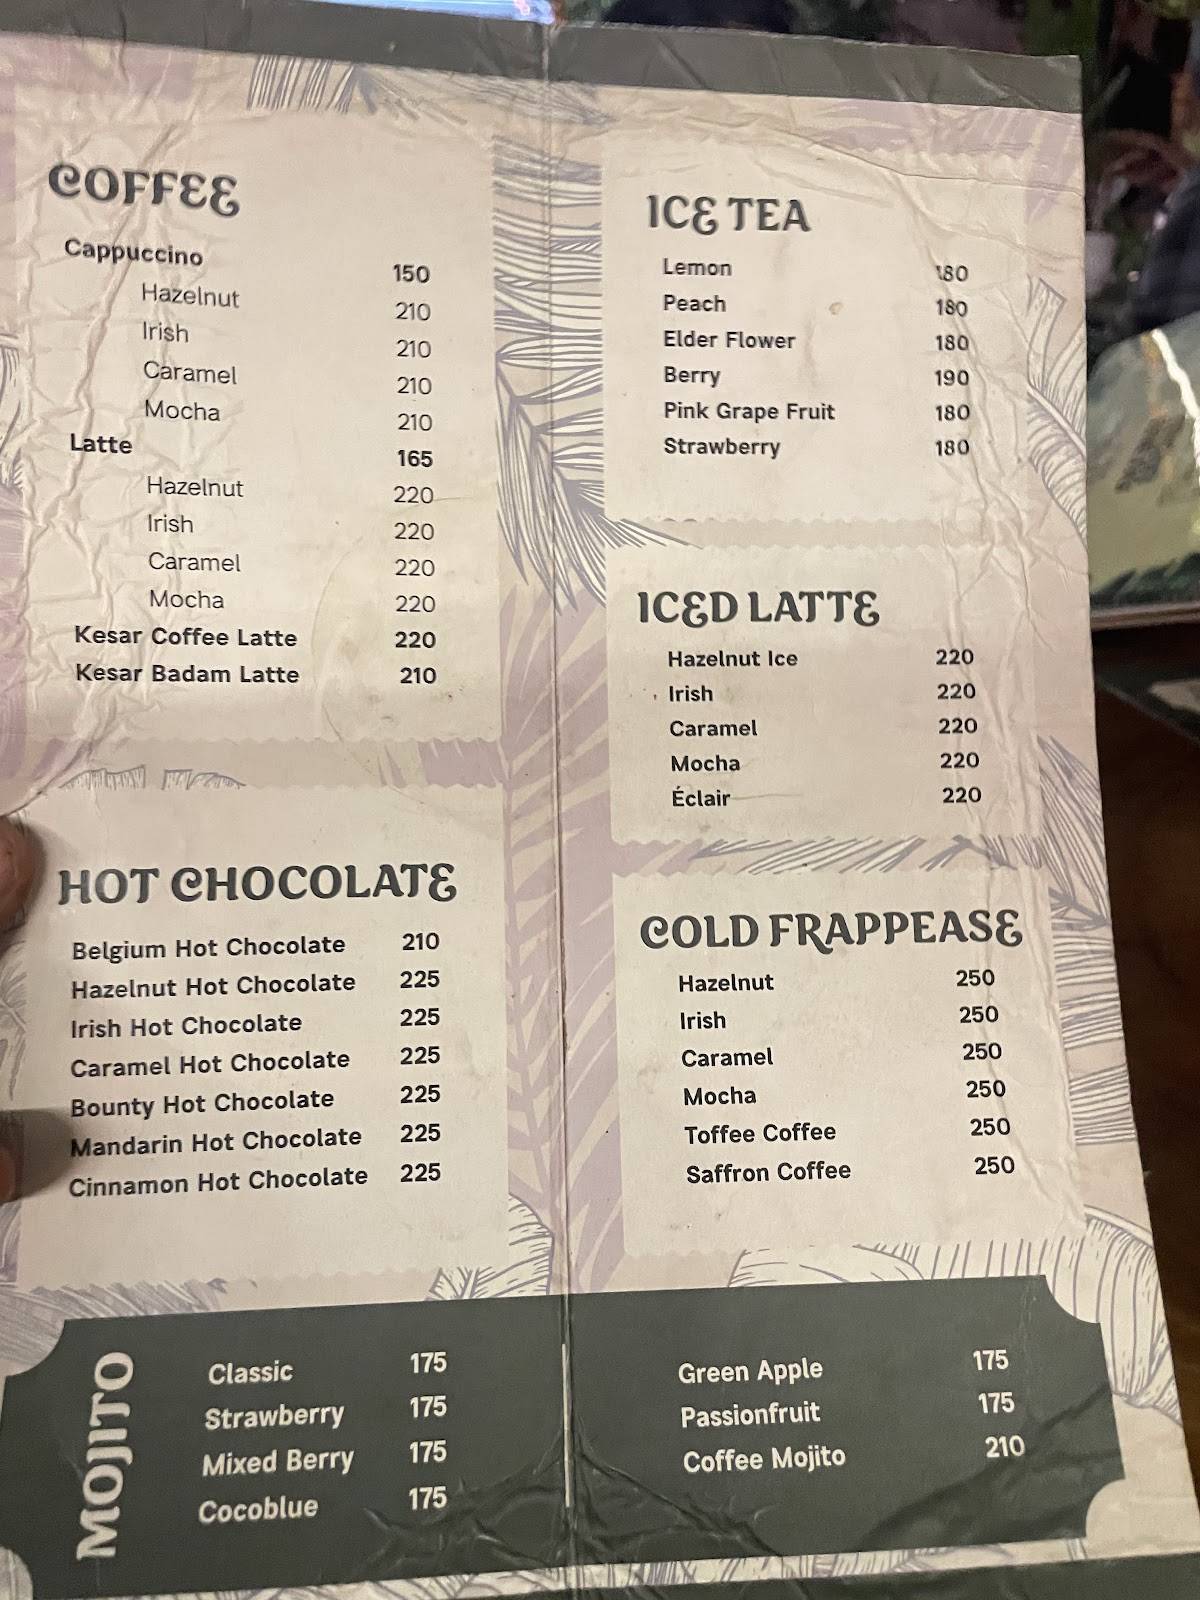 COFFEE
Cappuccino 150
Hazelnut 210
Irish 210
Caramel 210
Mocha 210
Latte 165
Hazelnut 220
Irish 220
Caramel 220
Mocha 220
Kesar Coffee Latte 220
Kesar Badam Latte 210
HOT CHOCOLATE
Belgium Hot Chocolate 210
Hazelnut Hot Chocolate 225
Irish Hot Chocolate 225
Caramel Hot Chocolate 225
Bounty Hot Chocolate 225
Mandarin Hot Chocolate 225
Cinnamon Hot Chocolate 225
ICE TEA
Lemon 180
Peach 180
Elder Flower 180
Berry 190
Pink Grape Fruit 180
Strawberry 180
ICED LATTE
Hazelnut Ice 220
Irish 220
Caramel 220
Mocha 220
Éclair 220
COLD FRAPPEASE
Hazelnut 250
Irish 250
Caramel 250
Mocha 250
Toffee Coffee 250
Saffron Coffee 250
MOJITO
Classic 175
Strawberry 175
Mixed Berry 175
Cocoblue 175
Green Apple 175
Passionfruit 175
Coffee Mojito 210